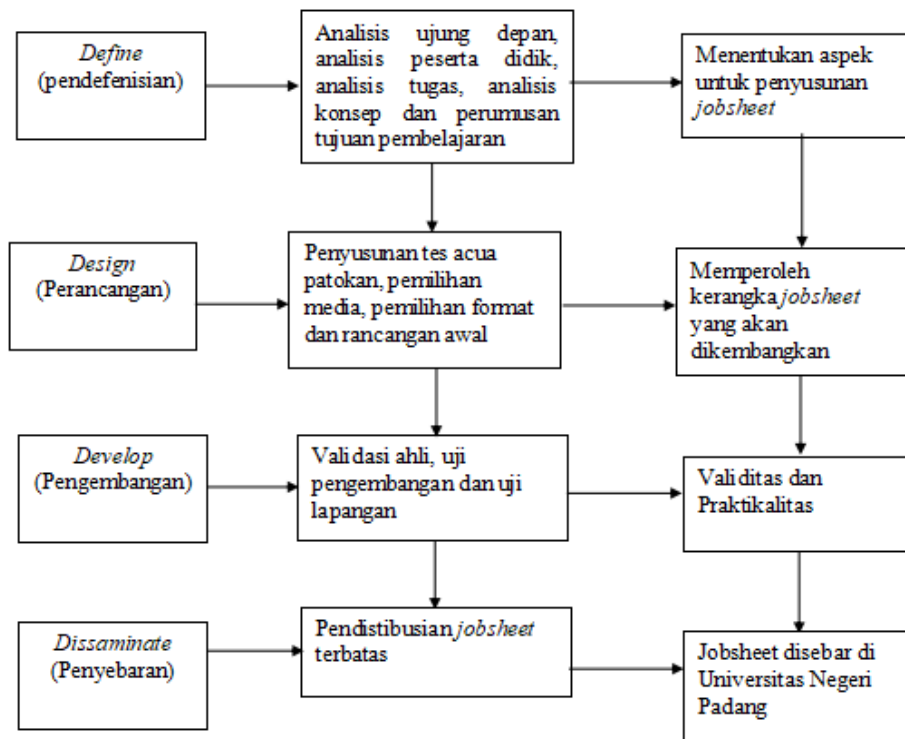 Define
(pendefenisian)
Analisis ujung depan,
analisis peserta didik,
analisis tugas, analisis
konsep dan perumusan
tujuan pembelajaran
Menentukan aspek
untuk penyusunan
jobsheet
Design
(Perancangan)
Penyusunan tes acua
patokan, pemilihan
media, pemilihan format
dan rancangan awal
Memperoleh
kerangka jobsheet
yang akan
dikembangkan
Develop
(Pengembangan)
Validasi ahli, uji
pengembangan dan uji
lapangan
Validitas dan
Praktikalitas
Dissaminate
(Penyebaran)
Pendistibusian jobsheet
terbatas
Jobsheet disebar di
Universitas Negeri
Padang